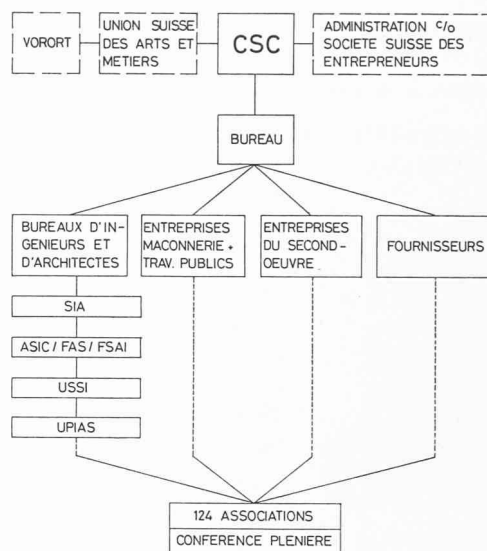 VORORT
UNION SUISSE
DES ARTS ET
METIERS
CSC
ADMINISTRATION c/o
SOCIETE SUISSE DES
ENTREPRENEURS
BUREAU
BUREAUX D'IN-
GENIEURS ET
D'ARCHITECTES
ENTREPRISES
MACONNERIE +
TRAV. PUBLICS
ENTREPRISES
DU SECOND-
OEUVRE
FOURNISSEURS
SIA
ASIC / FAS / FSAI
USSI
UPIAS
124 ASSOCIATIONS
CONFERENCE PLENIERE